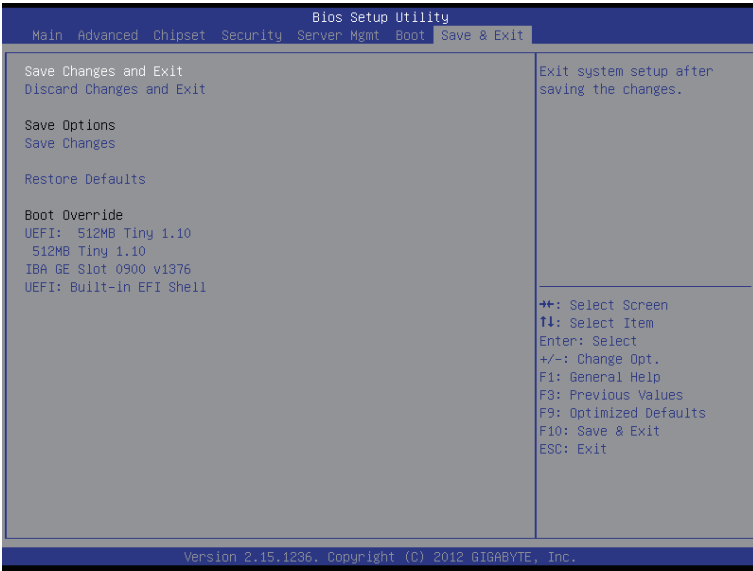 Bios Setup Utility
Main Advanced Chipset Security Server Mgmt Boot Save & Exit
Save Changes and Exit
Discard Changes and Exit
Save Options
Save Changes
Restore Defaults
Boot Override
UEFI: 512MB Tiny 1.10
512MB Tiny 1.10
IBA GE Slot 0900 v1376
UEFI: Built-in EFI Shell
Exit system setup after
saving the changes.
→←: Select Screen
↑↓: Select Item
Enter: Select
+/-: Change Opt.
F1: General Help
F3: Previous Values
F9: Optimized Defaults
F10: Save & Exit
ESC: Exit
Version 2.15.1236. Copyright (C) 2012 GIGABYTE, Inc.